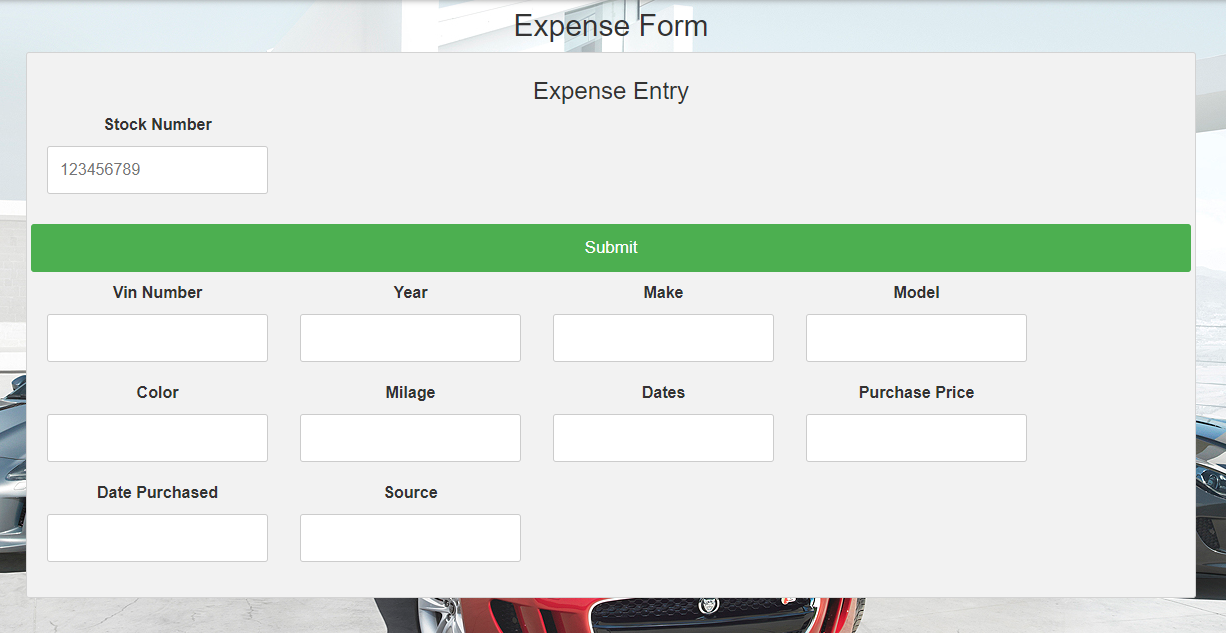 Expense Form
Expense Entry
Stock Number
123456789
Submit
Vin Number Year Make Model
Color Milage Dates Purchase Price
Date Purchased Source